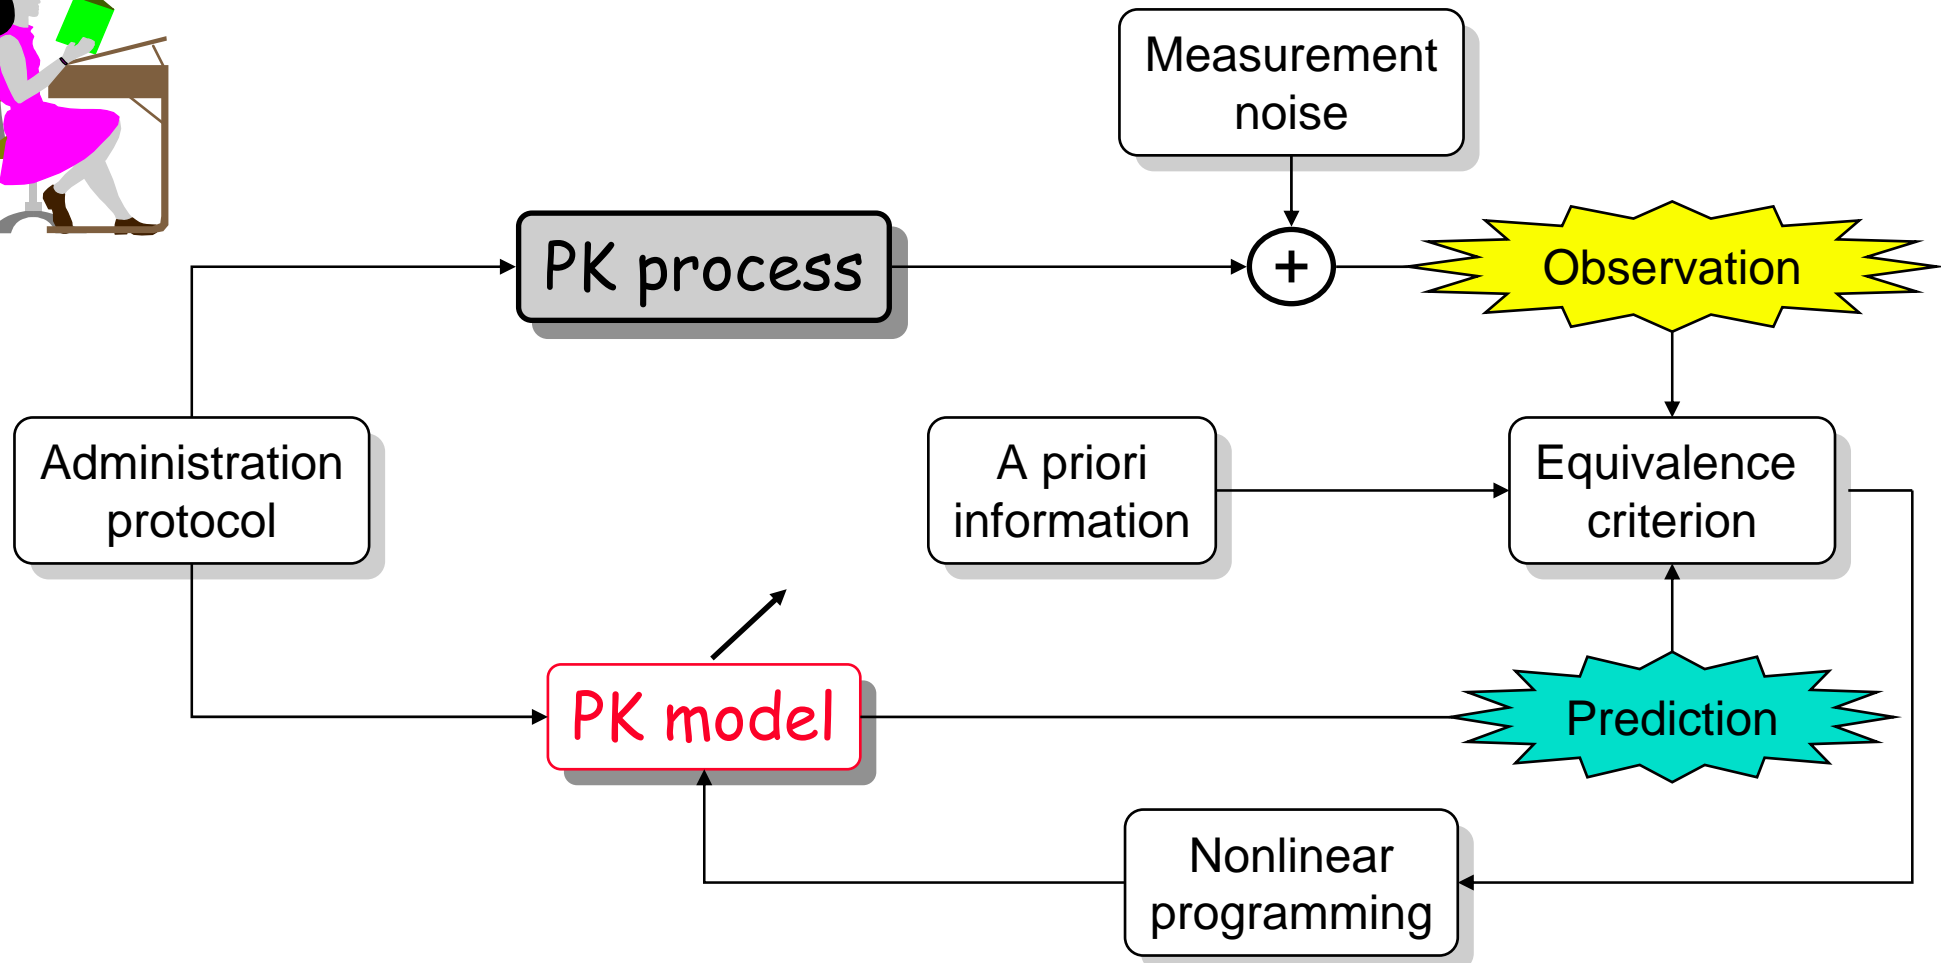 Measurement
noise
PK process
+
Observation
Administration
protocol
A priori
information
Equivalence
criterion
PK model
Prediction
Nonlinear
programming